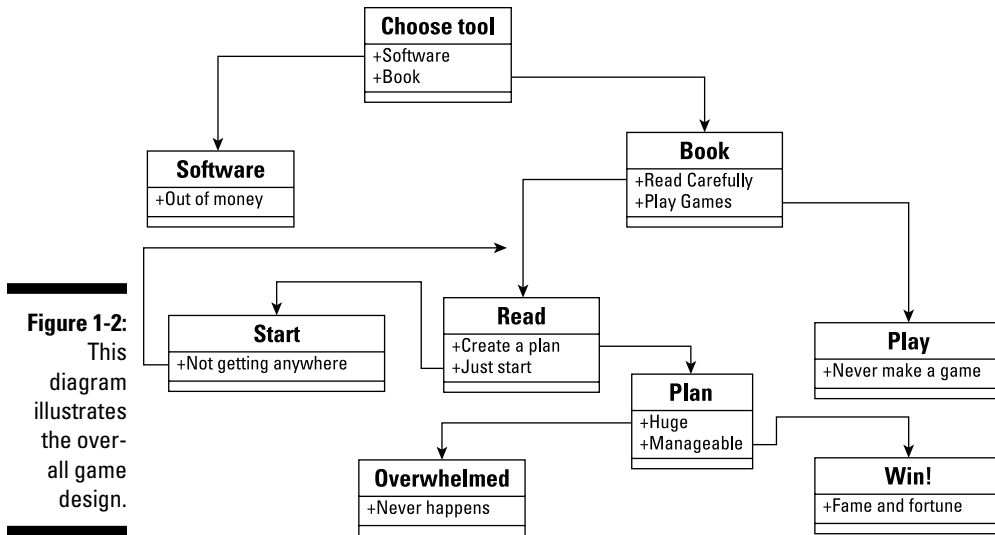 Choose tool
+Software
+Book
Software
+Out of money
Book
+Read Carefully
+Play Games
Start
+Not getting anywhere
Read
+Create a plan
+Just start
Play
+Never make a game
Plan
+Huge
+Manageable
Overwhelmed
+Never happens
Win!
+Fame and fortune
Figure 1-2:
This
diagram
illustrates
the over-
all game
design.